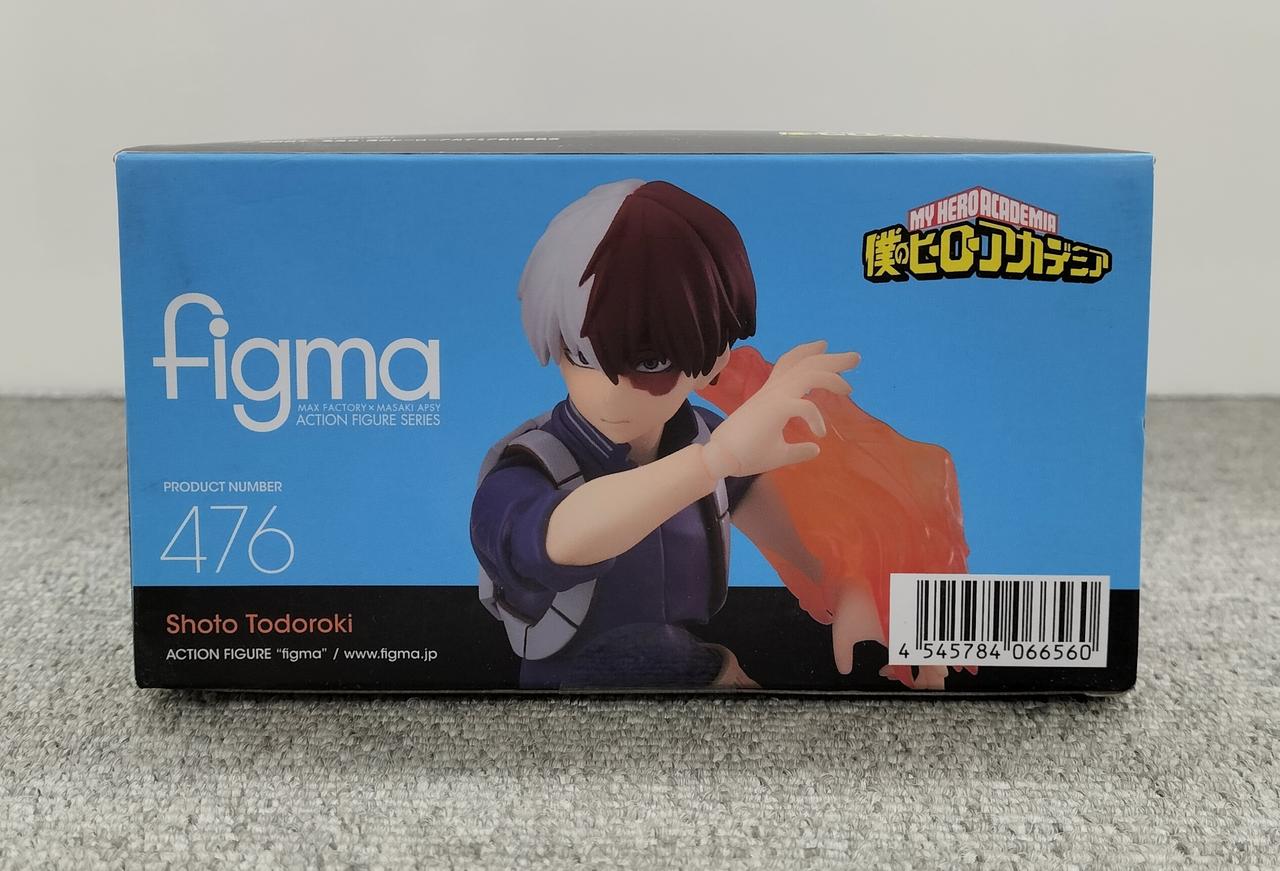 MY HERO ACADEMIA
僕のヒーローアカデミア
figma
MAX FACTORY × MASAKI APSY
ACTION FIGURE SERIES
PRODUCT NUMBER
476
Shoto Todoroki
ACTION FIGURE "figma" / www.figma.jp
4 545784 066560